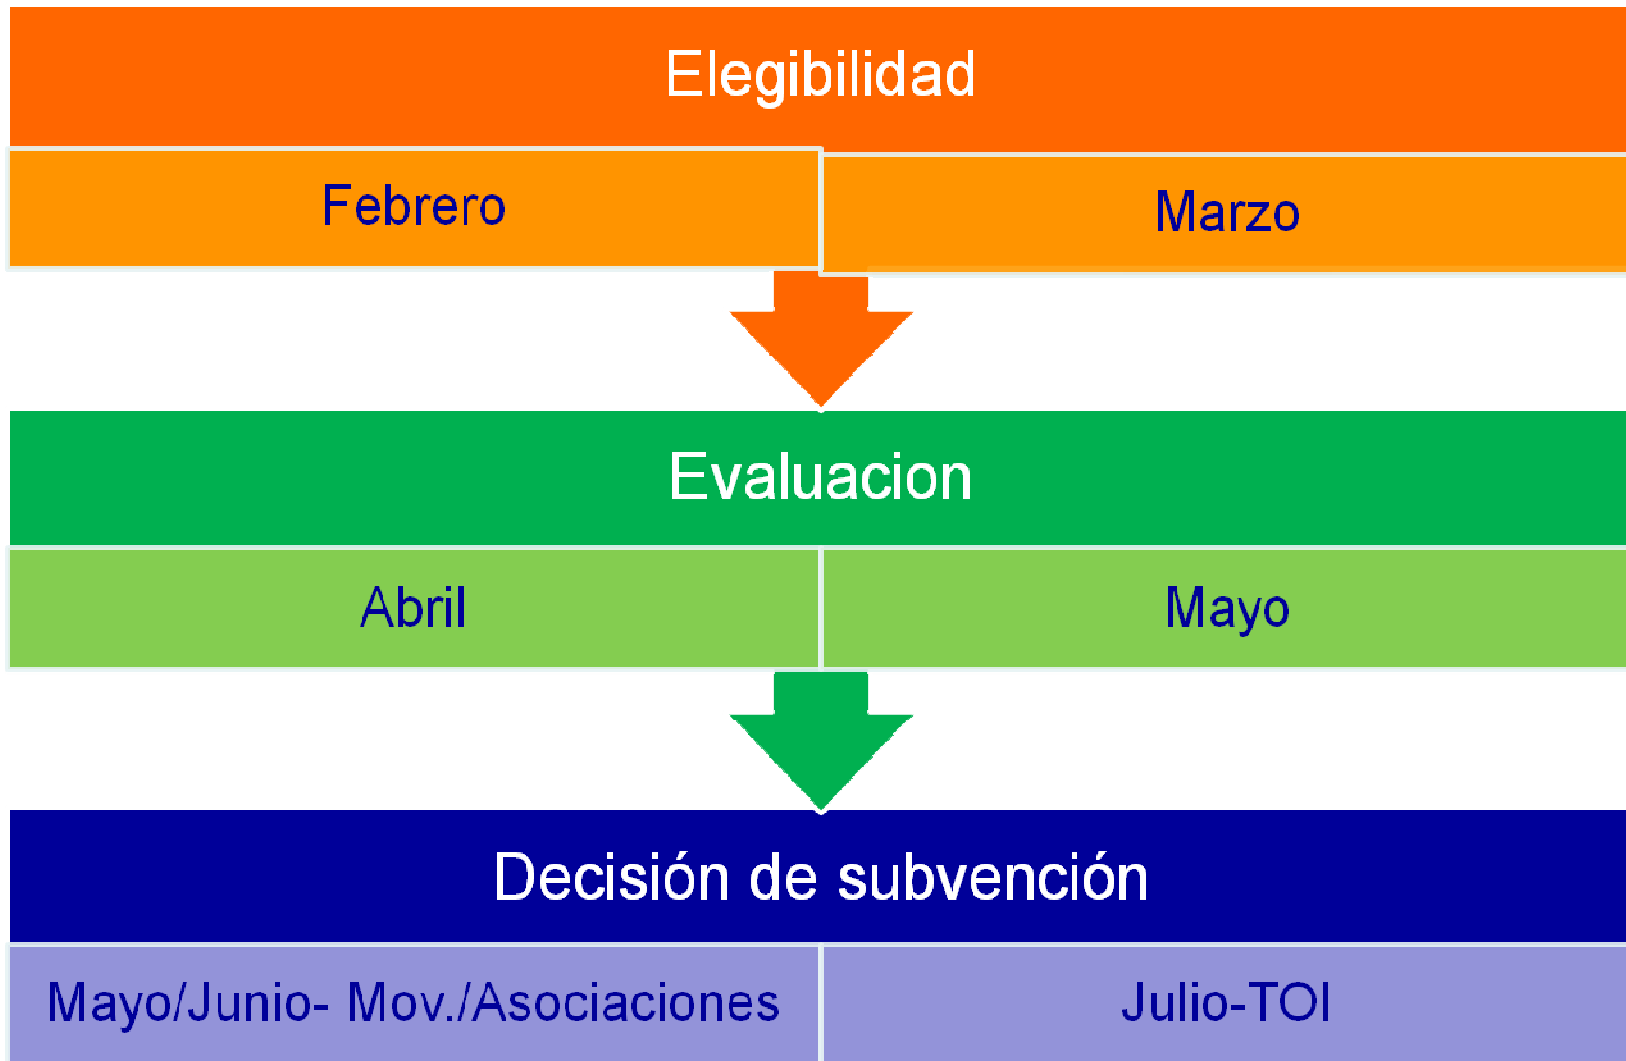 Elegibilidad
Febrero
Marzo
Evaluacion
Abril
Mayo
Decisión de subvención
Mayo/Junio- Mov./Asociaciones
Julio-TOI